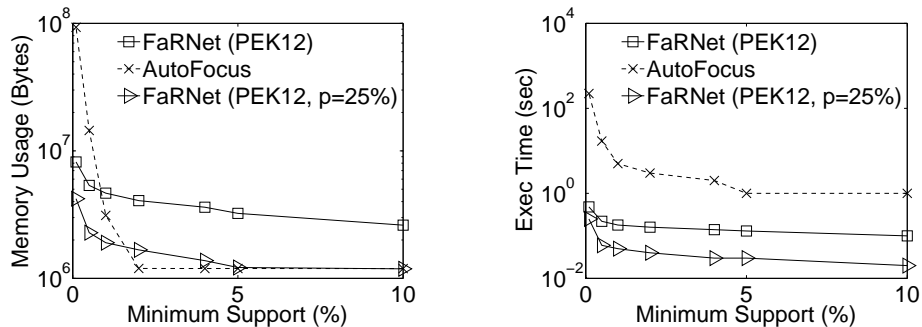 Memory Usage (Bytes)
10^8
10^7
10^6
FaRNet (PEK12)
AutoFocus
FaRNet (PEK12, p=25%)
0
5
10
Minimum Support (%)
Exec Time (sec)
10^2
10^0
10^-2
FaRNet (PEK12)
AutoFocus
FaRNet (PEK12, p=25%)
0
5
10
Minimum Support (%)